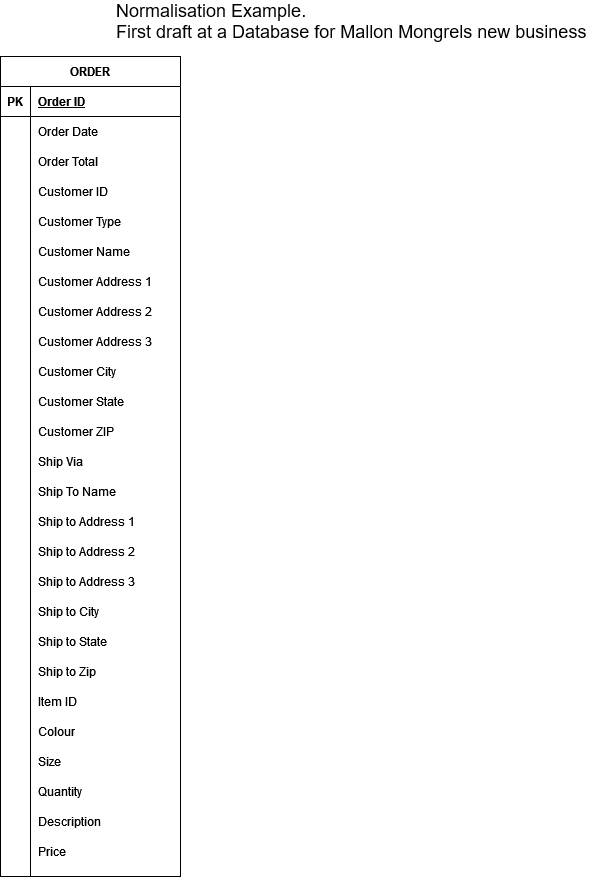 Normalisation Example.
First draft at a Database for Mallon Mongrels new business
ORDER
PK Order ID
Order Date
Order Total
Customer ID
Customer Type
Customer Name
Customer Address 1
Customer Address 2
Customer Address 3
Customer City
Customer State
Customer ZIP
Ship Via
Ship To Name
Ship to Address 1
Ship to Address 2
Ship to Address 3
Ship to City
Ship to State
Ship to Zip
Item ID
Colour
Size
Quantity
Description
Price